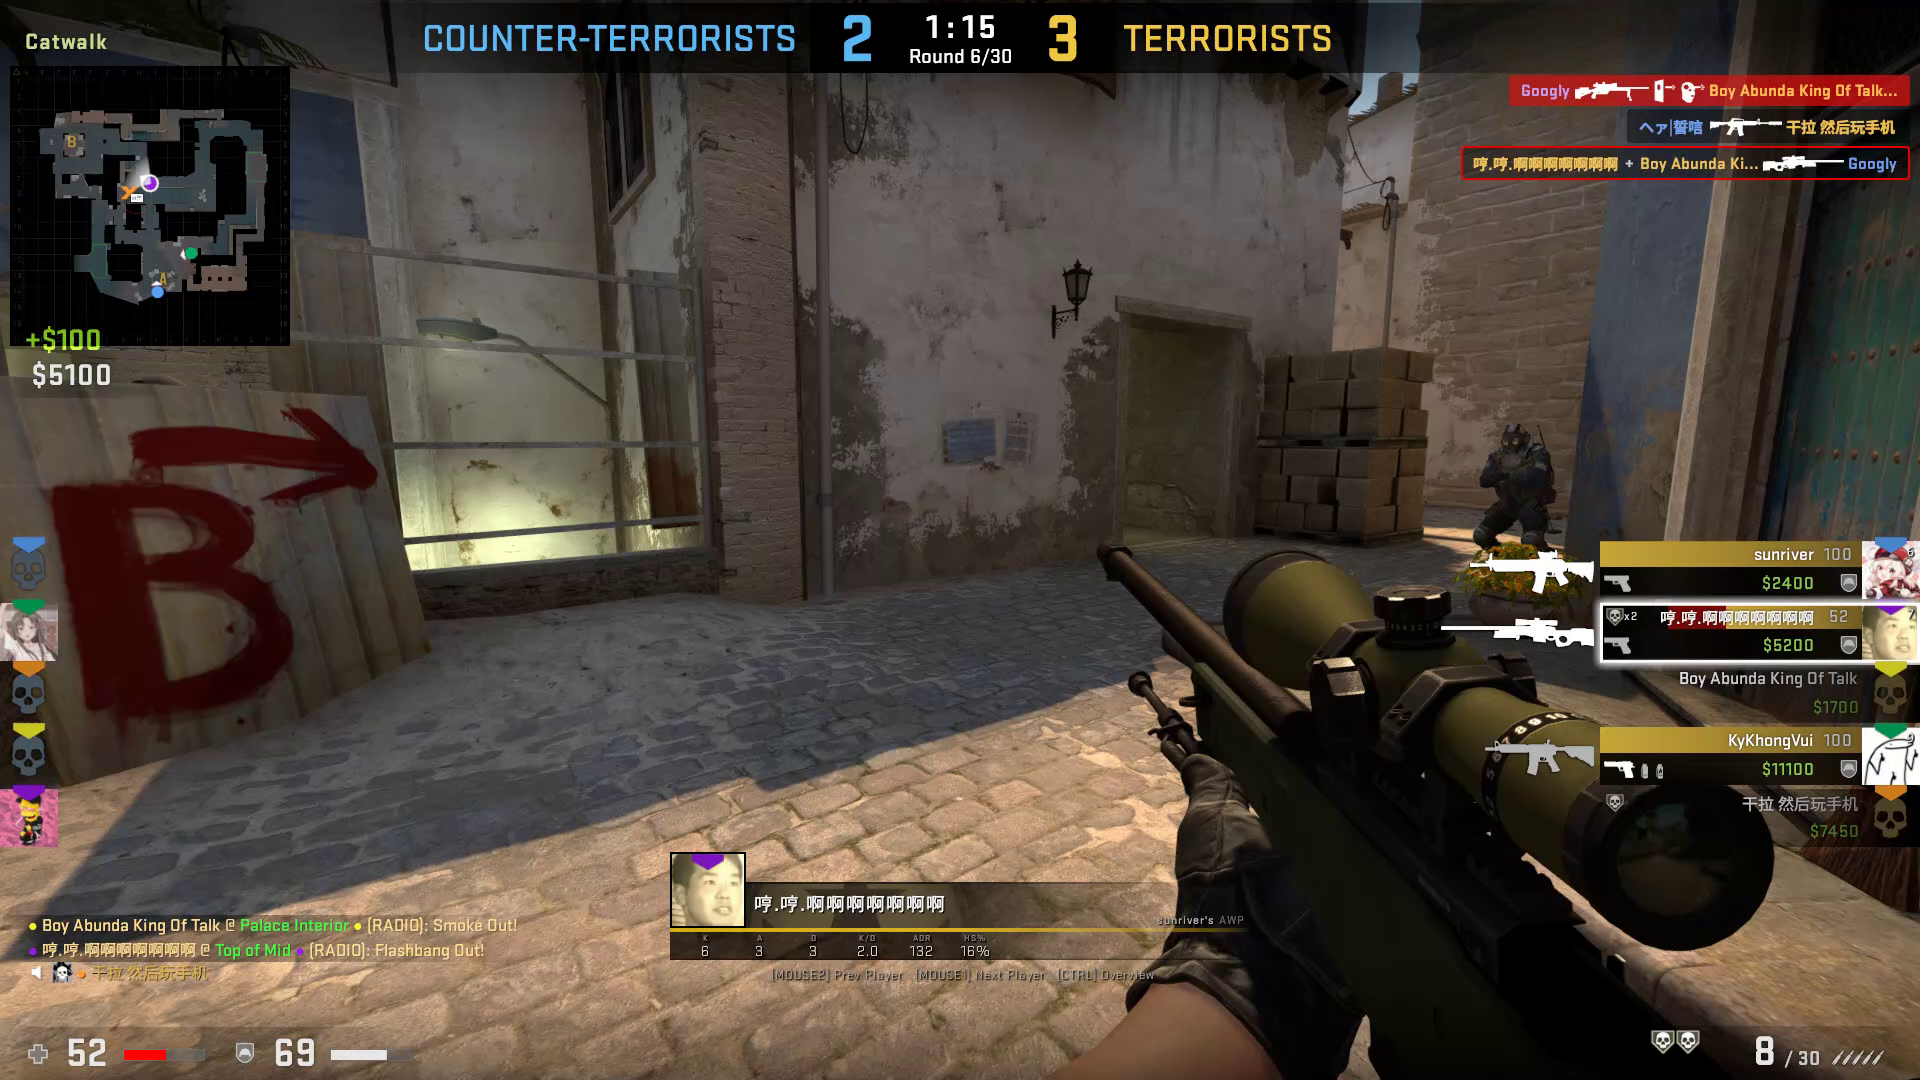 Catwalk
COUNTER-TERRORISTS 2 1:15 3 TERRORISTS
Round 6/30
Googly Boy Abunda King Of Talk...
ヘァ|誓唁 干拉 然后玩手机
哼.哼.啊啊啊啊啊啊啊 + Boy Abunda Ki... Googly
B
A
+$100
$5100
B
sunriver 100
$2400
x2 哼.哼.啊啊啊啊啊啊啊 52
$5200
Boy Abunda King Of Talk
$1700
KyKhongVui 100
$11100
干拉 然后玩手机
$7450
哼.哼.啊啊啊啊啊啊啊
sunriver's AWP
K A D K/D ADR HS%
6 3 3 2.0 132 16%
[MOUSE2] Prev Player [MOUSE1] Next Player [CTRL] Overview
Boy Abunda King Of Talk @ Palace Interior (RADIO): Smoke Out!
哼.哼.啊啊啊啊啊啊啊 @ Top of Mid (RADIO): Flashbang Out!
干拉 然后玩手机
52 69
8 / 30